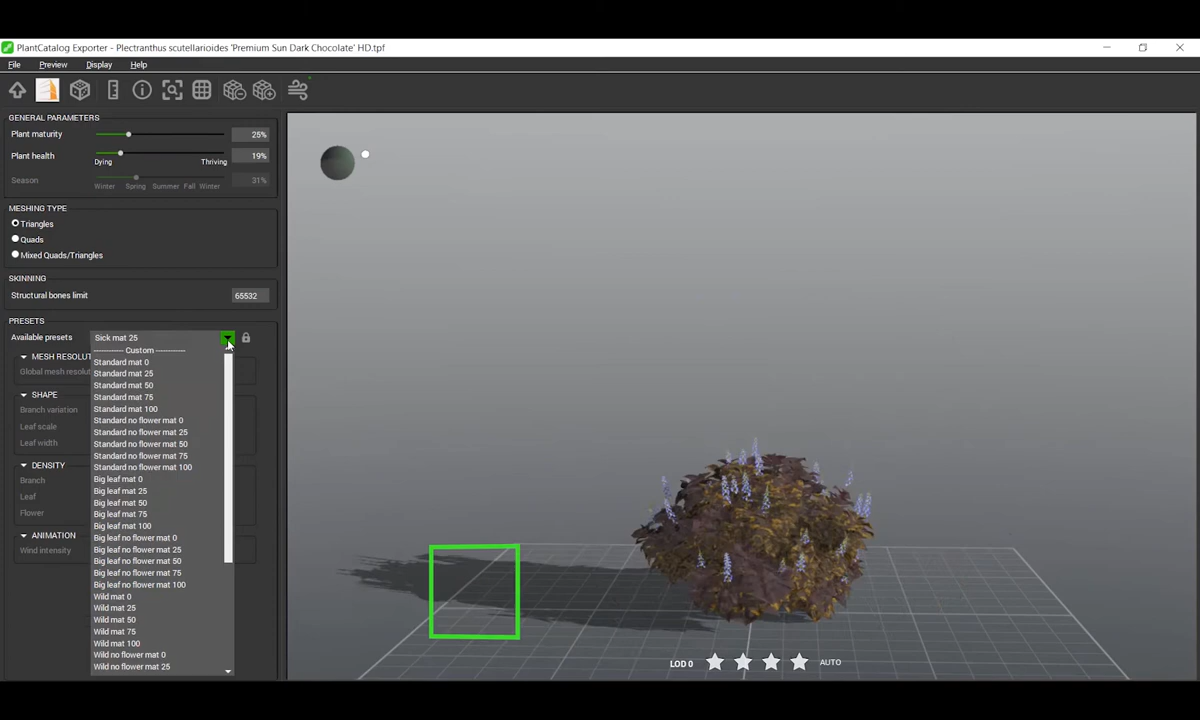 PlantCatalog Exporter - Plectranthus scutellarioides 'Premium Sun Dark Chocolate' HD.tpf
File Preview Display Help
GENERAL PARAMETERS
Plant maturity 25%
Plant health 19%
Dying Thriving
Season 31%
Winter Spring Summer Fall Winter
MESHING TYPE
Triangles
Quads
Mixed Quads/Triangles
SKINNING
Structural bones limit 65532
PRESETS
Available presets Sick mat 25
------------ Custom ------------
Standard mat 0
Standard mat 25
Standard mat 50
Standard mat 75
Standard mat 100
Standard no flower mat 0
Standard no flower mat 25
Standard no flower mat 50
Standard no flower mat 75
Standard no flower mat 100
Big leaf mat 0
Big leaf mat 25
Big leaf mat 50
Big leaf mat 75
Big leaf mat 100
Big leaf no flower mat 0
Big leaf no flower mat 25
Big leaf no flower mat 50
Big leaf no flower mat 75
Big leaf no flower mat 100
Wild mat 0
Wild mat 25
Wild mat 50
Wild mat 75
Wild mat 100
Wild no flower mat 0
Wild no flower mat 25
MESH RESOLUT
Global mesh resolu
SHAPE
Branch variation
Leaf scale
Leaf width
DENSITY
Branch
Leaf
Flower
ANIMATION
Wind intensity
LOD 0 AUTO